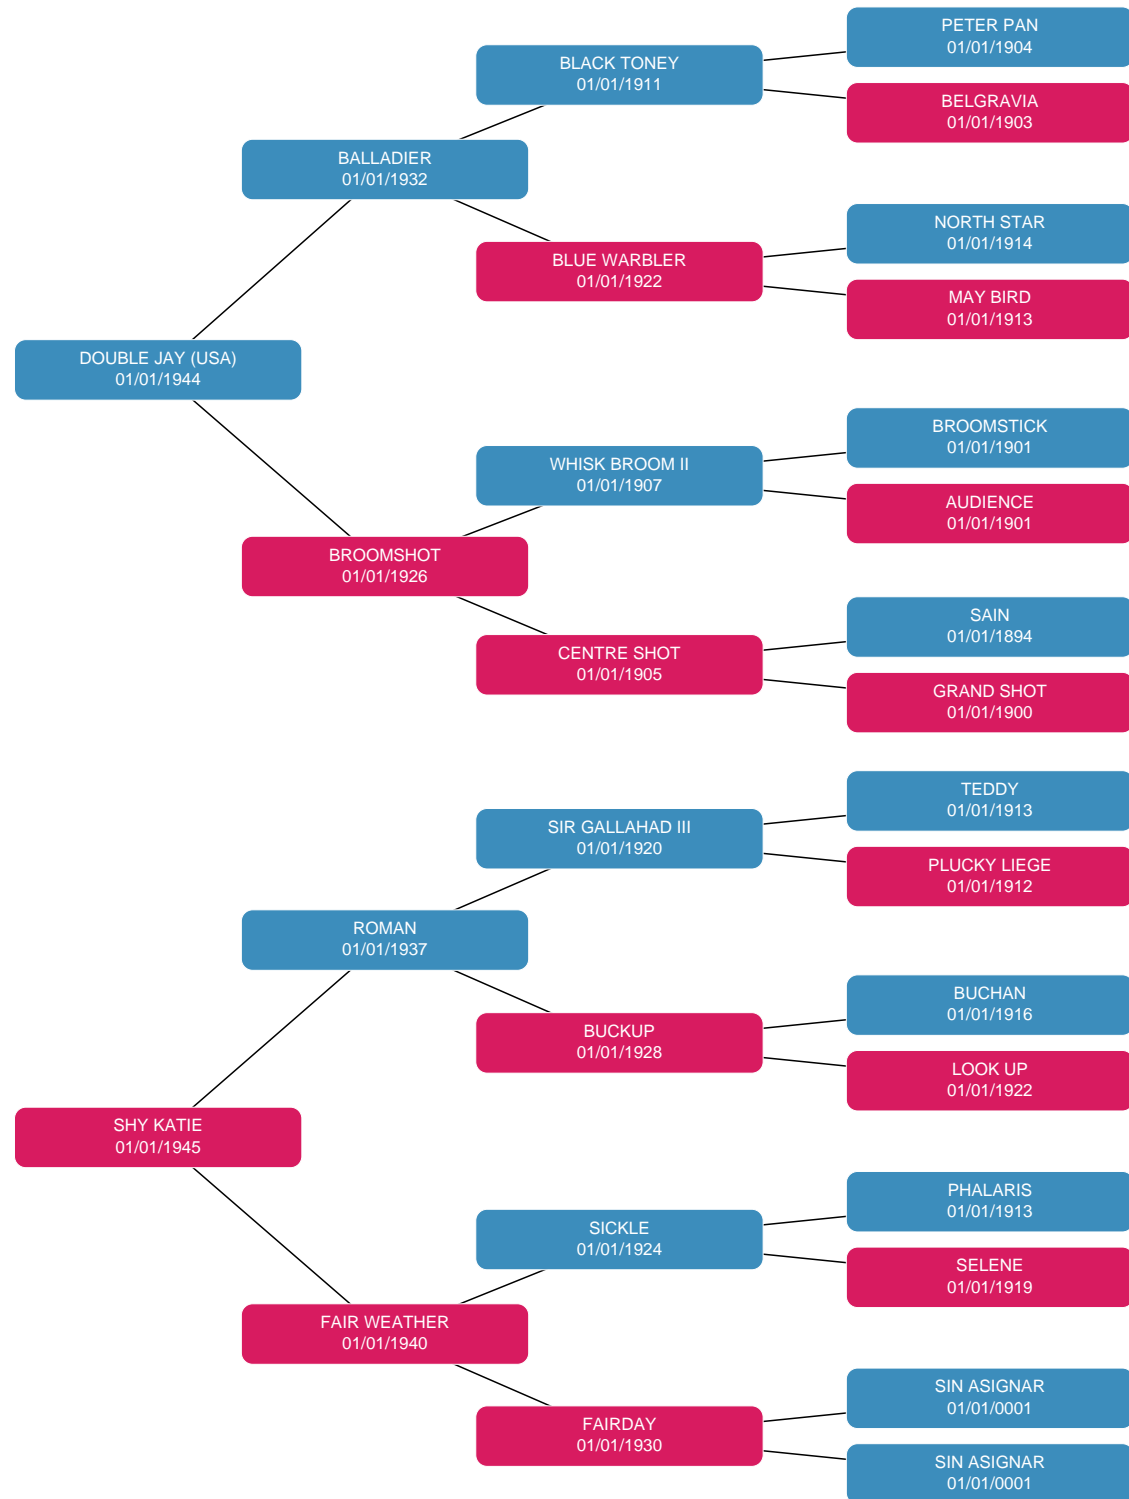 PETER PAN
01/01/1904
BLACK TONEY
01/01/1911
BELGRAVIA
01/01/1903
BALLADIER
01/01/1932
NORTH STAR
01/01/1914
BLUE WARBLER
01/01/1922
MAY BIRD
01/01/1913
DOUBLE JAY (USA)
01/01/1944
BROOMSTICK
01/01/1901
WHISK BROOM II
01/01/1907
AUDIENCE
01/01/1901
BROOMSHOT
01/01/1926
SAIN
01/01/1894
CENTRE SHOT
01/01/1905
GRAND SHOT
01/01/1900
TEDDY
01/01/1913
SIR GALLAHAD III
01/01/1920
PLUCKY LIEGE
01/01/1912
ROMAN
01/01/1937
BUCHAN
01/01/1916
BUCKUP
01/01/1928
LOOK UP
01/01/1922
SHY KATIE
01/01/1945
PHALARIS
01/01/1913
SICKLE
01/01/1924
SELENE
01/01/1919
FAIR WEATHER
01/01/1940
SIN ASIGNAR
01/01/0001
FAIRDAY
01/01/1930
SIN ASIGNAR
01/01/0001